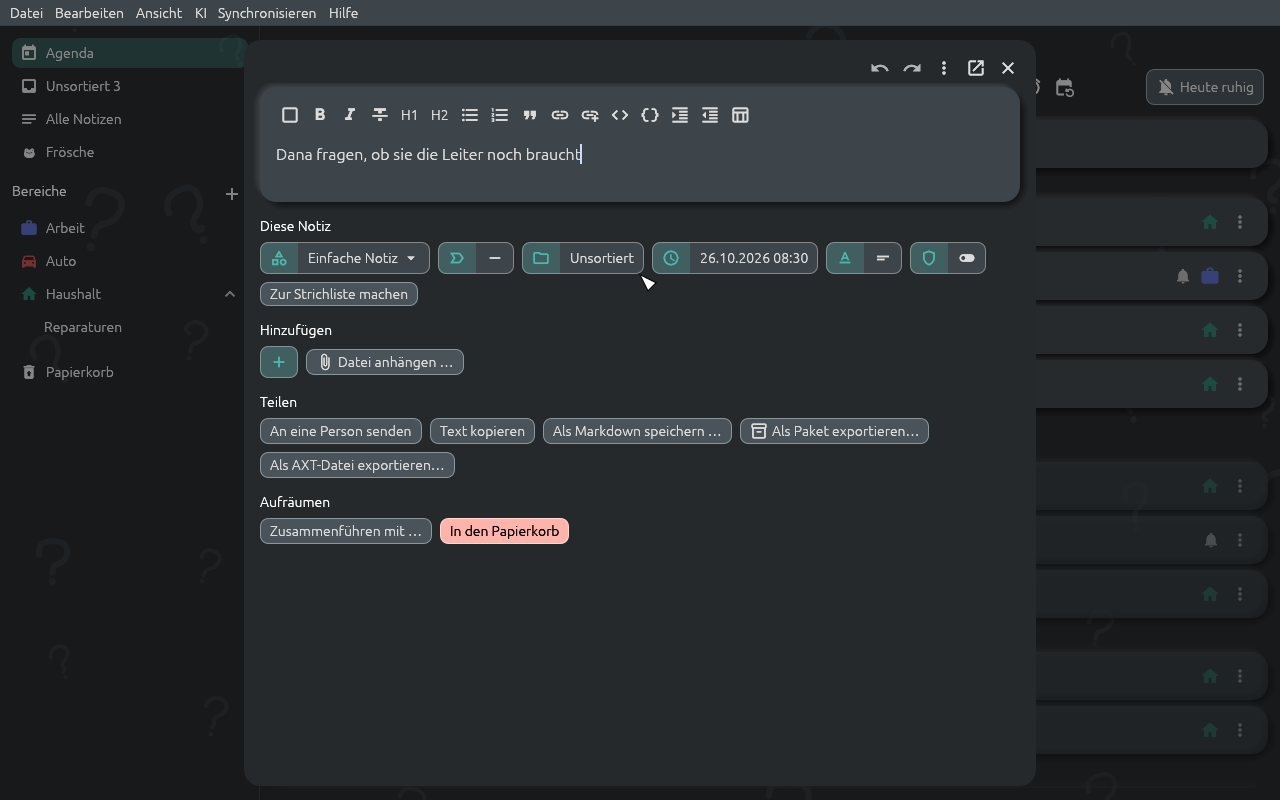 Datei Bearbeiten Ansicht KI Synchronisieren Hilfe
Agenda
Unsortiert 3
Alle Notizen
Frösche
Bereiche
Arbeit
Auto
Haushalt
Reparaturen
Papierkorb
Heute ruhig
B I H1 H2
Dana fragen, ob sie die Leiter noch braucht
Diese Notiz
Einfache Notiz Unsortiert 26.10.2026 08:30
Zur Strichliste machen
Hinzufügen
Datei anhängen …
Teilen
An eine Person senden Text kopieren Als Markdown speichern … Als Paket exportieren…
Als AXT-Datei exportieren…
Aufräumen
Zusammenführen mit … In den Papierkorb